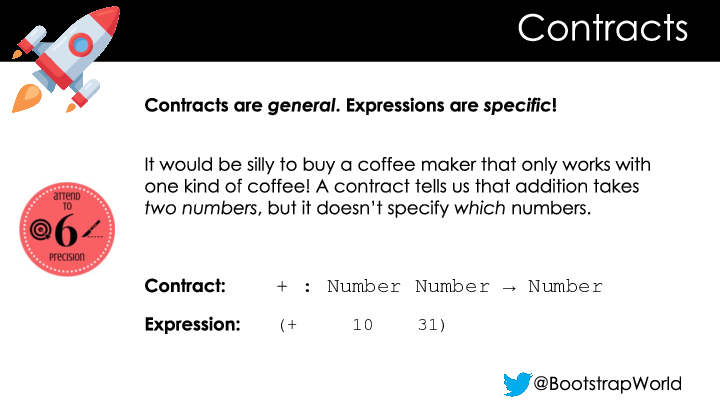 Contracts
Contracts are general. Expressions are specific!
It would be silly to buy a coffee maker that only works with
one kind of coffee! A contract tells us that addition takes
two numbers, but it doesn't specify which numbers.
attend
to
6
precision
Contract: + : Number Number → Number
Expression: (+ 10 31)
@BootstrapWorld